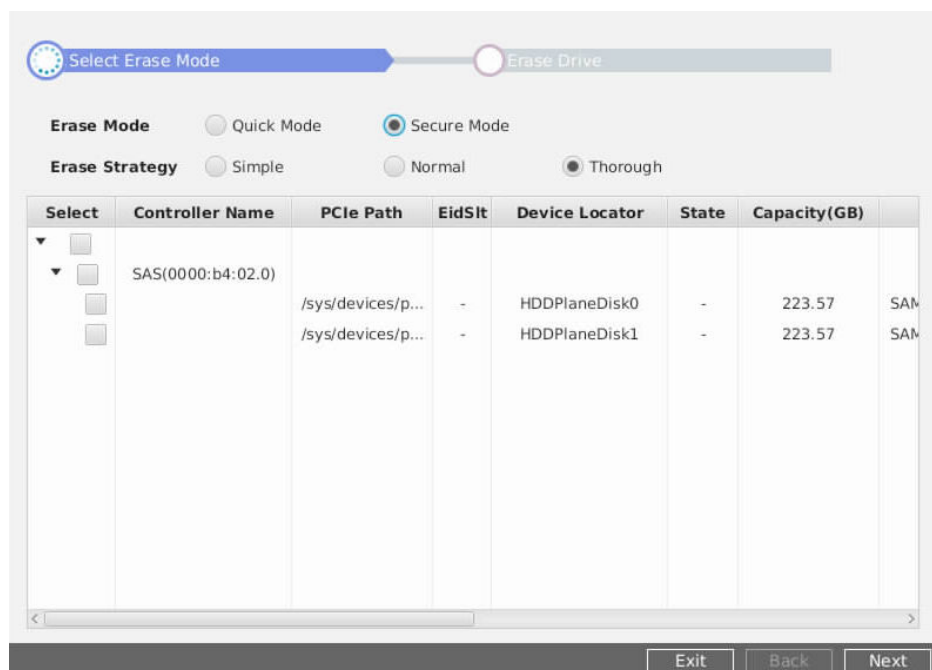 Select Erase Mode Erase Drive
Erase Mode Quick Mode Secure Mode
Erase Strategy Simple Normal Thorough
Select Controller Name PCIe Path EidSlt Device Locator State Capacity(GB)
SAS(0000:b4:02.0)
/sys/devices/p... - HDDPlaneDisk0 - 223.57 SAM
/sys/devices/p... - HDDPlaneDisk1 - 223.57 SAM
Exit Back Next